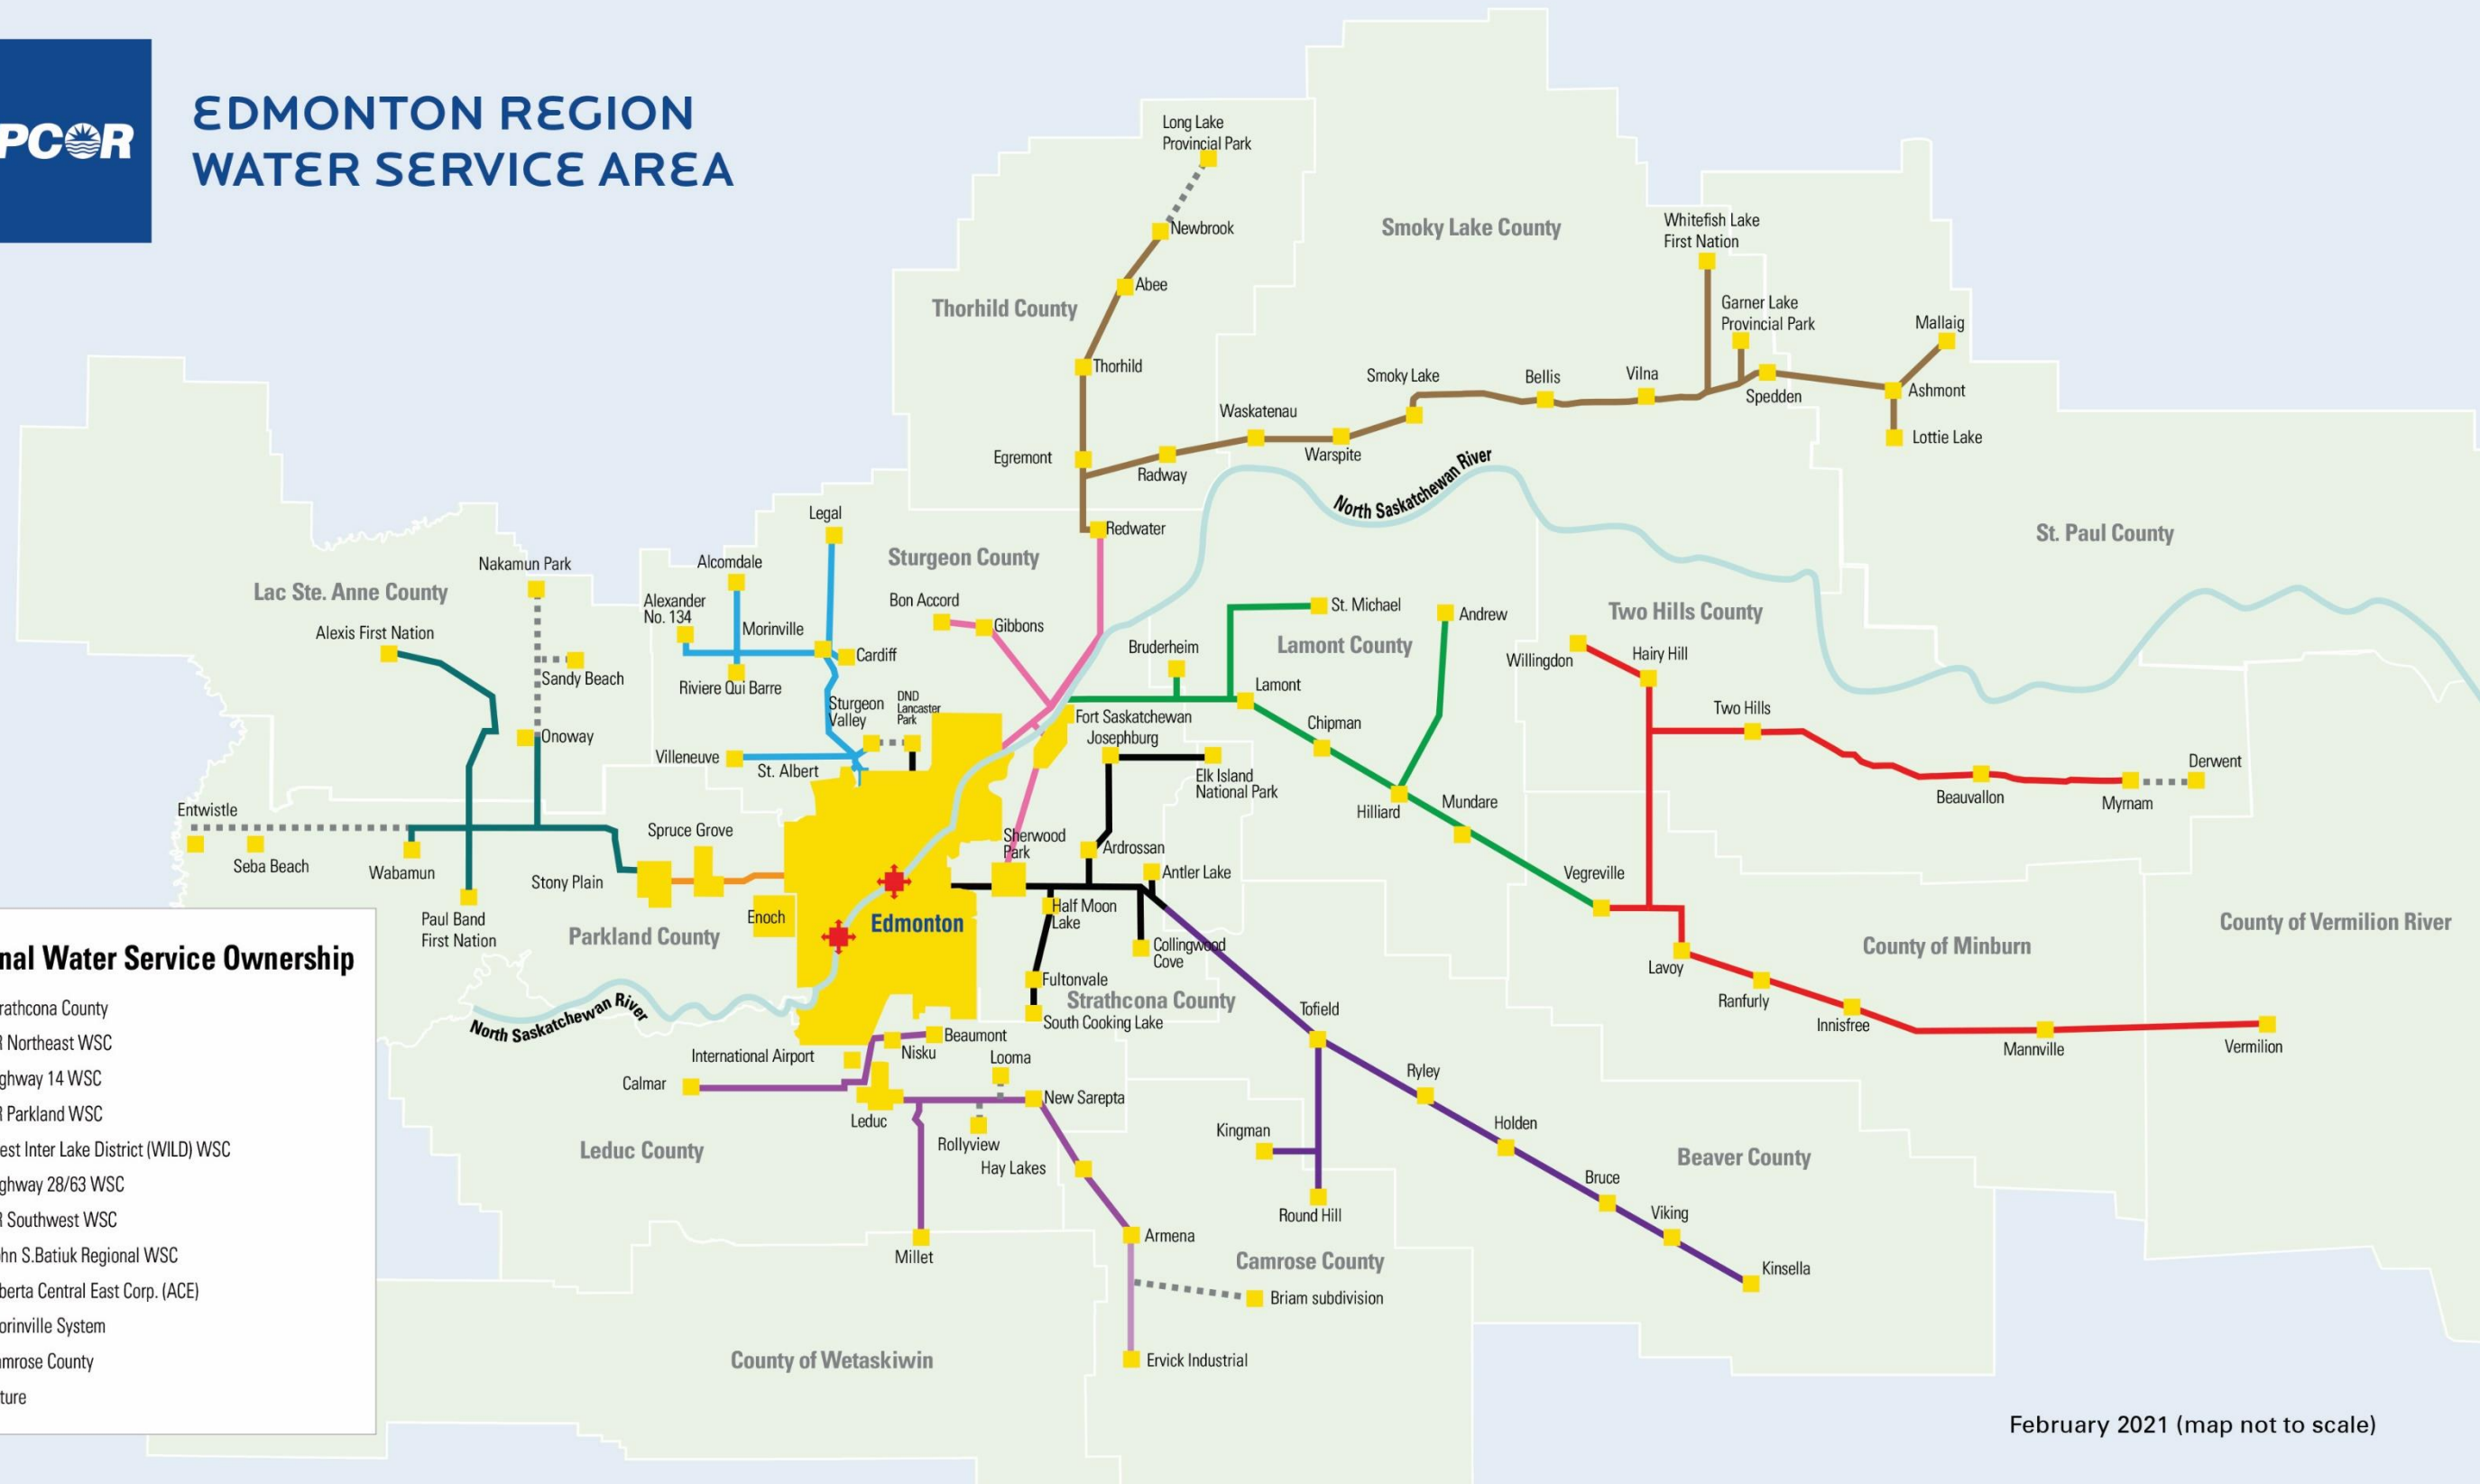 PCOR
EDMONTON REGION
WATER SERVICE AREA
Long Lake
Provincial Park
Newbrook
Abee
Thorhild County
Thorhild
Egremont
Radway
Waskatenau
Warspite
Smoky Lake
Smoky Lake County
Bellis
Vilna
Whitefish Lake
First Nation
Garner Lake
Provincial Park
Spedden
Mallaig
Ashmont
Lottie Lake
North Saskatchewan River
St. Paul County
Redwater
Legal
Sturgeon County
Alcomdale
Alexander
No. 134
Morinville
Cardiff
Riviere Qui Barre
Bon Accord
Gibbons
Sturgeon
Valley
DND
Lancaster
Park
Villeneuve
St. Albert
Nakamun Park
Lac Ste. Anne County
Alexis First Nation
Sandy Beach
Onoway
Entwistle
Seba Beach
Wabamun
Paul Band
First Nation
Stony Plain
Spruce Grove
Enoch
Parkland County
North Saskatchewan River
Edmonton
Fort Saskatchewan
Josephburg
Elk Island
National Park
Bruderheim
St. Michael
Lamont County
Lamont
Andrew
Chipman
Hilliard
Mundare
Vegreville
Two Hills County
Willingdon
Hairy Hill
Two Hills
Beauvallon
Myrnam
Derwent
Lavoy
Ranfurly
Innisfree
Mannville
Vermilion
County of Minburn
County of Vermilion River
Sherwood
Park
Ardrossan
Antler Lake
Half Moon
Lake
Collingwood
Cove
Fultonvale
Strathcona County
South Cooking Lake
Tofield
Ryley
Holden
Bruce
Viking
Kinsella
Kingman
Round Hill
Beaver County
International Airport
Nisku
Beaumont
Looma
Calmar
Leduc
New Sarepta
Rollyview
Hay Lakes
Leduc County
Millet
Armena
Camrose County
Briam subdivision
Ervick Industrial
County of Wetaskiwin
nal Water Service Ownership
rathcona County
R Northeast WSC
ghway 14 WSC
R Parkland WSC
est Inter Lake District (WILD) WSC
ghway 28/63 WSC
R Southwest WSC
hn S.Batiuk Regional WSC
berta Central East Corp. (ACE)
orinville System
amrose County
ture
February 2021 (map not to scale)